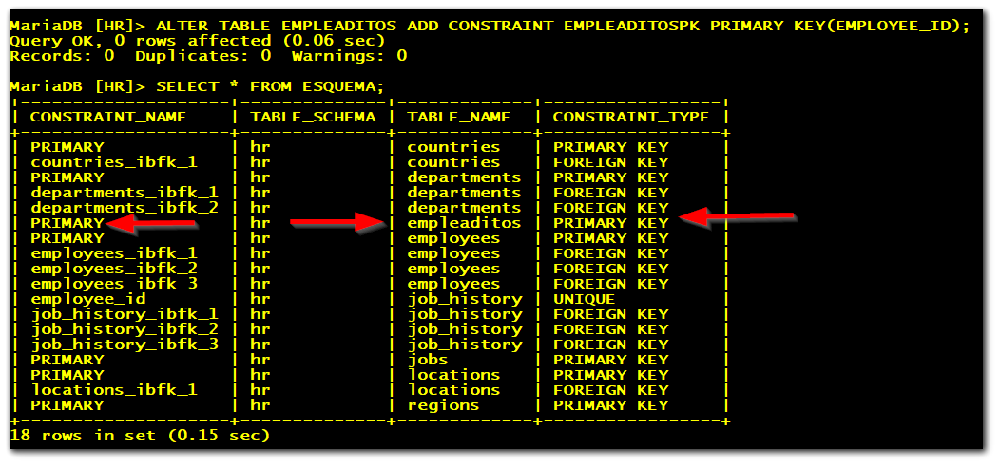 MariaDB [HR]> ALTER TABLE EMPLEADITOS ADD CONSTRAINT EMPLEADITOSPK PRIMARY KEY(EMPLOYEE_ID);
Query OK, 0 rows affected (0.06 sec)
Records: 0  Duplicates: 0  Warnings: 0
MariaDB [HR]> SELECT * FROM ESQUEMA;
+--------------------+--------------+-------------+-----------------+
| CONSTRAINT_NAME    | TABLE_SCHEMA | TABLE_NAME  | CONSTRAINT_TYPE |
+--------------------+--------------+-------------+-----------------+
| PRIMARY            | hr           | countries   | PRIMARY KEY     |
| countries_ibfk_1   | hr           | countries   | FOREIGN KEY     |
| PRIMARY            | hr           | departments | PRIMARY KEY     |
| departments_ibfk_1 | hr           | departments | FOREIGN KEY     |
| departments_ibfk_2 | hr           | departments | FOREIGN KEY     |
| PRIMARY            | hr           | empleaditos | PRIMARY KEY     |
| PRIMARY            | hr           | employees   | PRIMARY KEY     |
| employees_ibfk_1   | hr           | employees   | FOREIGN KEY     |
| employees_ibfk_2   | hr           | employees   | FOREIGN KEY     |
| employees_ibfk_3   | hr           | employees   | FOREIGN KEY     |
| employee_id        | hr           | job_history | UNIQUE          |
| job_history_ibfk_1 | hr           | job_history | FOREIGN KEY     |
| job_history_ibfk_2 | hr           | job_history | FOREIGN KEY     |
| job_history_ibfk_3 | hr           | job_history | FOREIGN KEY     |
| PRIMARY            | hr           | jobs        | PRIMARY KEY     |
| PRIMARY            | hr           | locations   | PRIMARY KEY     |
| locations_ibfk_1   | hr           | locations   | FOREIGN KEY     |
| PRIMARY            | hr           | regions     | PRIMARY KEY     |
+--------------------+--------------+-------------+-----------------+
18 rows in set (0.15 sec)